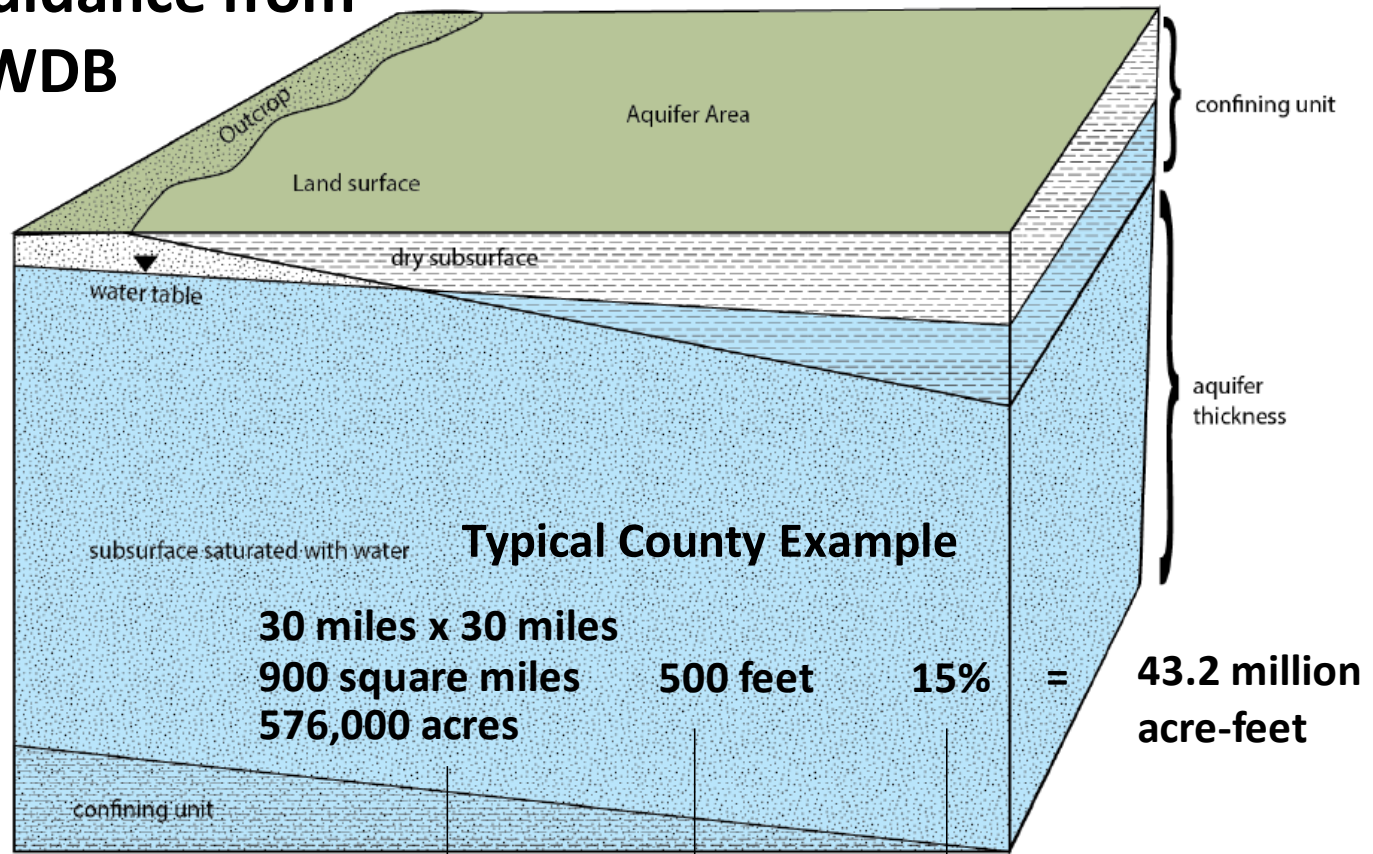 WDB
Outcrop
Aquifer Area
confining unit
Land surface
dry subsurface
water table
aquifer
thickness
subsurface saturated with water
Typical County Example
30 miles x 30 miles
900 square miles 500 feet 15% = 43.2 million
576,000 acres acre-feet
confining unit